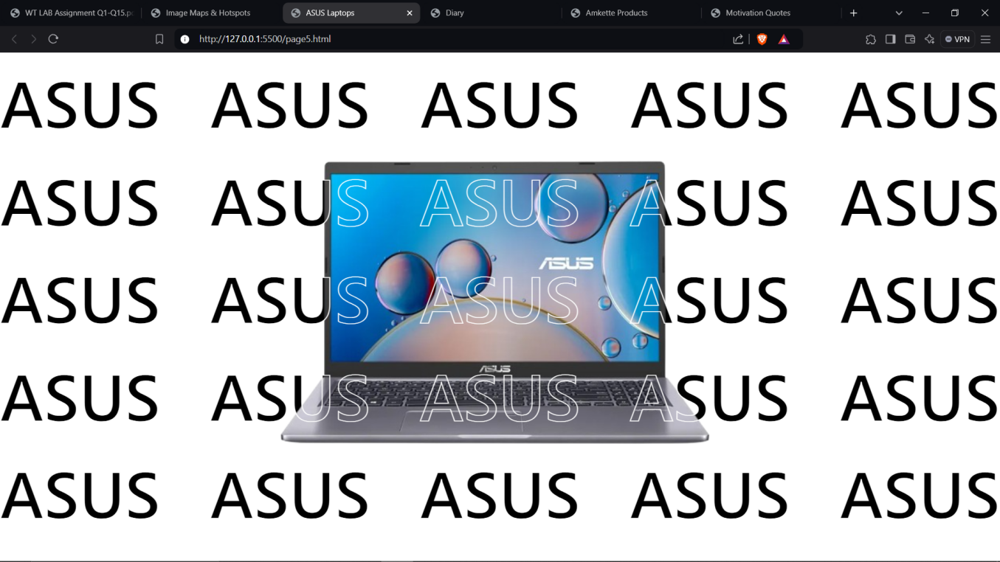 WT LAB Assignment Q1-Q15.p
Image Maps & Hotspots
ASUS Laptops
Diary
Amkette Products
Motivation Quotes
http://127.0.0.1:5500/page5.html
VPN
ASUS ASUS ASUS ASUS ASUS
ASUS ASUS ASUS ASUS ASUS
ASUS
ASUS ASUS ASUS ASUS ASUS
ASUS
ASUS ASUS ASUS ASUS ASUS
ASUS ASUS ASUS ASUS ASUS